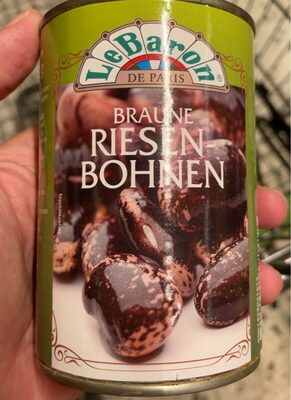 LeBaron®
DE PARIS
BRAUNE
RIESEN-
BOHNEN